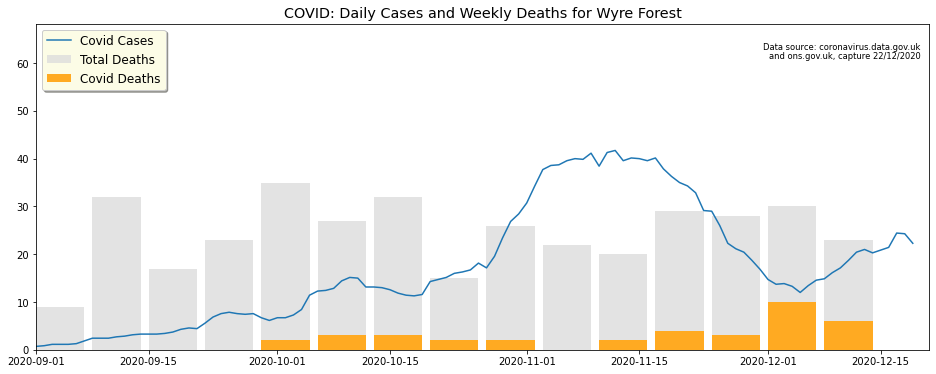 COVID: Daily Cases and Weekly Deaths for Wyre Forest
Covid Cases
Total Deaths
Covid Deaths
Data source: coronavirus.data.gov.uk
and ons.gov.uk, capture 22/12/2020
60
50
40
30
20
10
0
2020-09-01 2020-09-15 2020-10-01 2020-10-15 2020-11-01 2020-11-15 2020-12-01 2020-12-15